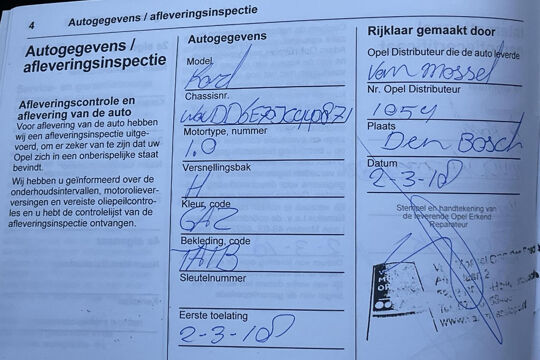 4 Autogegevens / afleveringsinspectie
Autogegevens /
afleveringsinspectie
Afleveringscontrole en
aflevering van de auto
Voor aflevering van de auto hebben
wij een afleveringsinspectie uitge-
voerd, om er zeker van te zijn dat uw
Opel zich in een onberispelijke staat
bevindt.
Wij hebben u geïnformeerd over de
onderhoudsintervallen, motorolie-
verversingen en vereiste oliepeilcontro-
les en u hebt de controlelijst van de
afleveringsinspectie ontvangen.
Autogegevens
Model
Karl
Chassisnr.
Motortype, nummer
1.0
Versnellingsbak
H
Kleur, code
GAZ
Bekleding, code
TATB
Sleutelnummer
Eerste toelating
2-3-18
Rijklaar gemaakt door
Opel Distributeur die de auto leverde
Van Mossel
Nr. Opel Distributeur
1054
Plaats
Den Bosch
Datum
2-3-18
Stempel en handtekening van
de leverende Opel Erkend
Reparateur